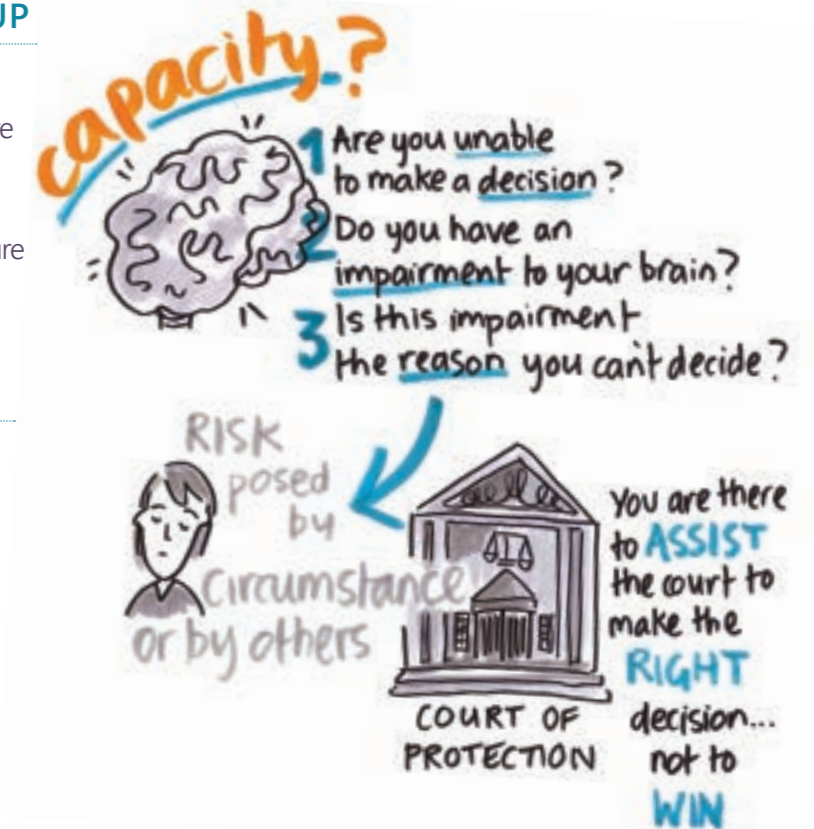 UP
capacity?
1 Are you unable
to make a decision?
2 Do you have an
impairment to your brain?
3 Is this impairment
the reason you can't decide?
RISK
posed
by
circumstance
or by others
COURT OF
PROTECTION
You are there
to ASSIST
the court to
make the
RIGHT
decision...
not to
WIN